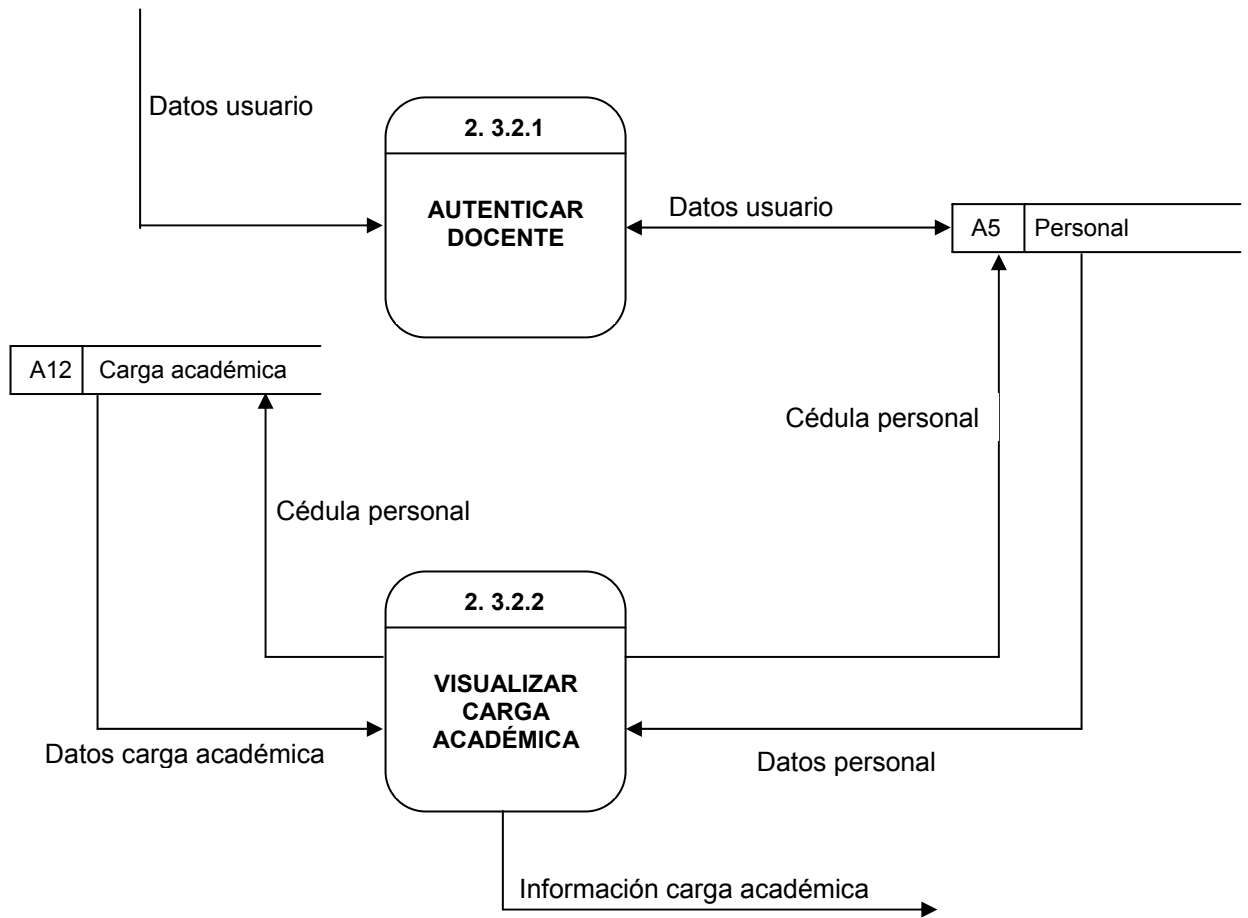 Datos usuario
2. 3.2.1
AUTENTICAR
DOCENTE
Datos usuario
A5 Personal
A12 Carga académica
Cédula personal
Cédula personal
2. 3.2.2
VISUALIZAR
CARGA
ACADÉMICA
Datos carga académica
Datos personal
Información carga académica